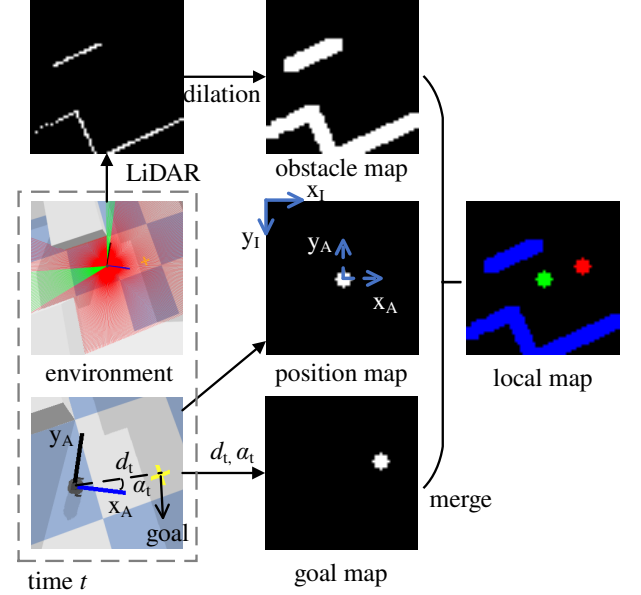 dilation
obstacle map
LiDAR
x_I
y_I
y_A
x_A
environment
position map
local map
y_A
d_t
α_t
x_A
goal
d_t, α_t
goal map
merge
time t